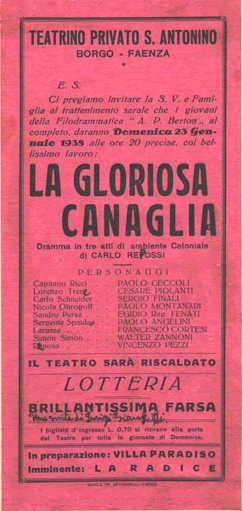 TEATRINO PRIVATO S. ANTONINO
BORGO - FAENZA
E. S.
Ci pregiamo invitare la S. V. e Fami-
glia al trattenimento serale che i giovani
della Filodrammatica "A. P. Berton", al
completo, daranno Domenica 23 Gen-
naio 1938 alle ore 20 precise, col bel-
lissimo lavoro:
LA GLORIOSA
CANAGLIA
Dramma in tre atti di ambiente Coloniale
di CARLO REPOSSI
PERSONAGGI
Capitano Ricci PAOLO CECCOLI
Lorenzo CESARE PIOLANTI
Carlo Schneider SERGIO FINALI
Nicola Obregoff PAOLO MONTANARI
Sandro Perez EGIDIO Rag. FENATI
Sergente Spaidar PAOLO ANGELINI
Larusse FRANCESCO CORTESI
Simon Simon WALTER ZANNONI
VINCENZO PEZZI
IL TEATRO SARÀ RISCALDATO
LOTTERIA
BRILLANTISSIMA FARSA
I biglietti d'ingresso L. 0,70 si ritirano alla porta
del Teatro per tutta la giornata di Domenica.
In preparazione: VILLA PARADISO
Imminente: LA RADICE